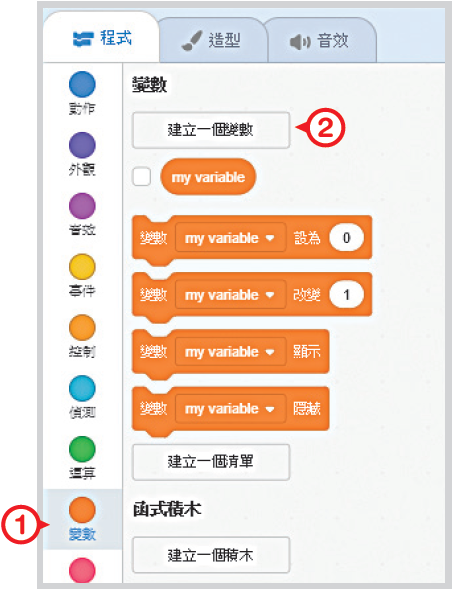 程式 造型 音效
動作
外觀
音效
事件
控制
偵測
運算
變數
變數
建立一個變數
my variable
變數 my variable 設為 0
變數 my variable 改變 1
變數 my variable 顯示
變數 my variable 隱藏
建立一個清單
函式積木
建立一個積木
1
2